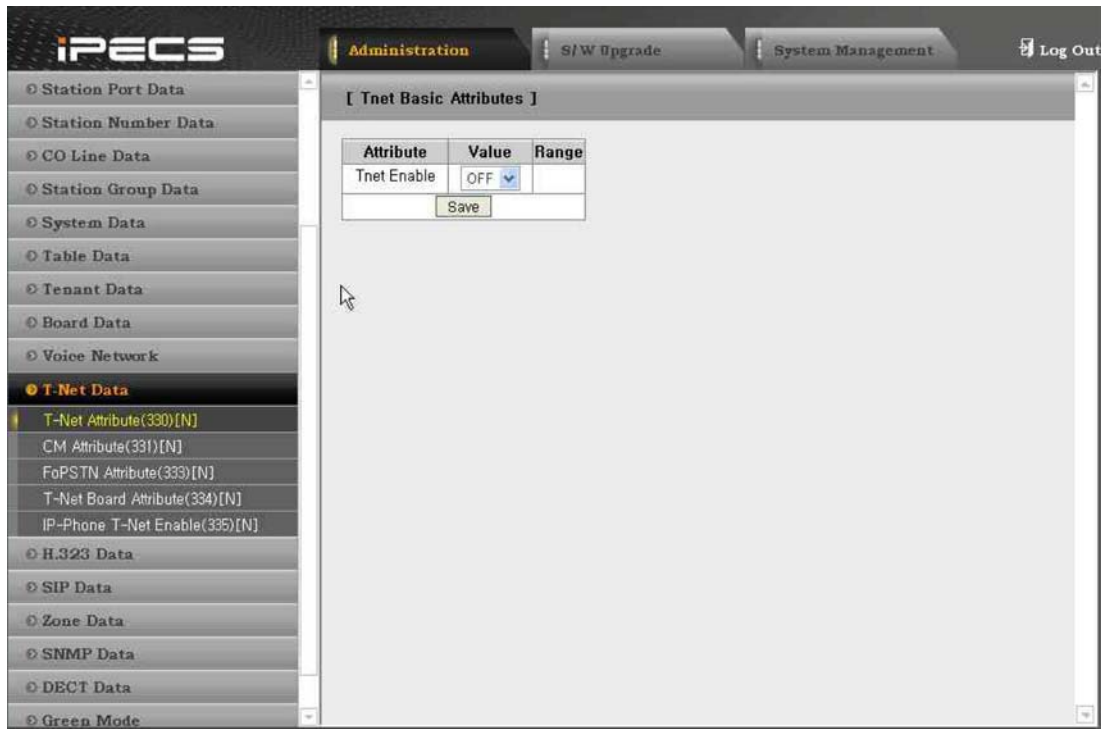 iPECS
Administration
S/W Upgrade
System Management
Log Out
Station Port Data
Station Number Data
CO Line Data
Station Group Data
System Data
Table Data
Tenant Data
Board Data
Voice Network
T-Net Data
T-Net Attribute(330)[N]
CM Attribute(331)[N]
FoPSTN Attribute(333)[N]
T-Net Board Attribute(334)[N]
IP-Phone T-Net Enable(335)[N]
H.323 Data
SIP Data
Zone Data
SNMP Data
DECT Data
Green Mode
[ Tnet Basic Attributes ]
Attribute Value Range
Tnet Enable OFF
Save